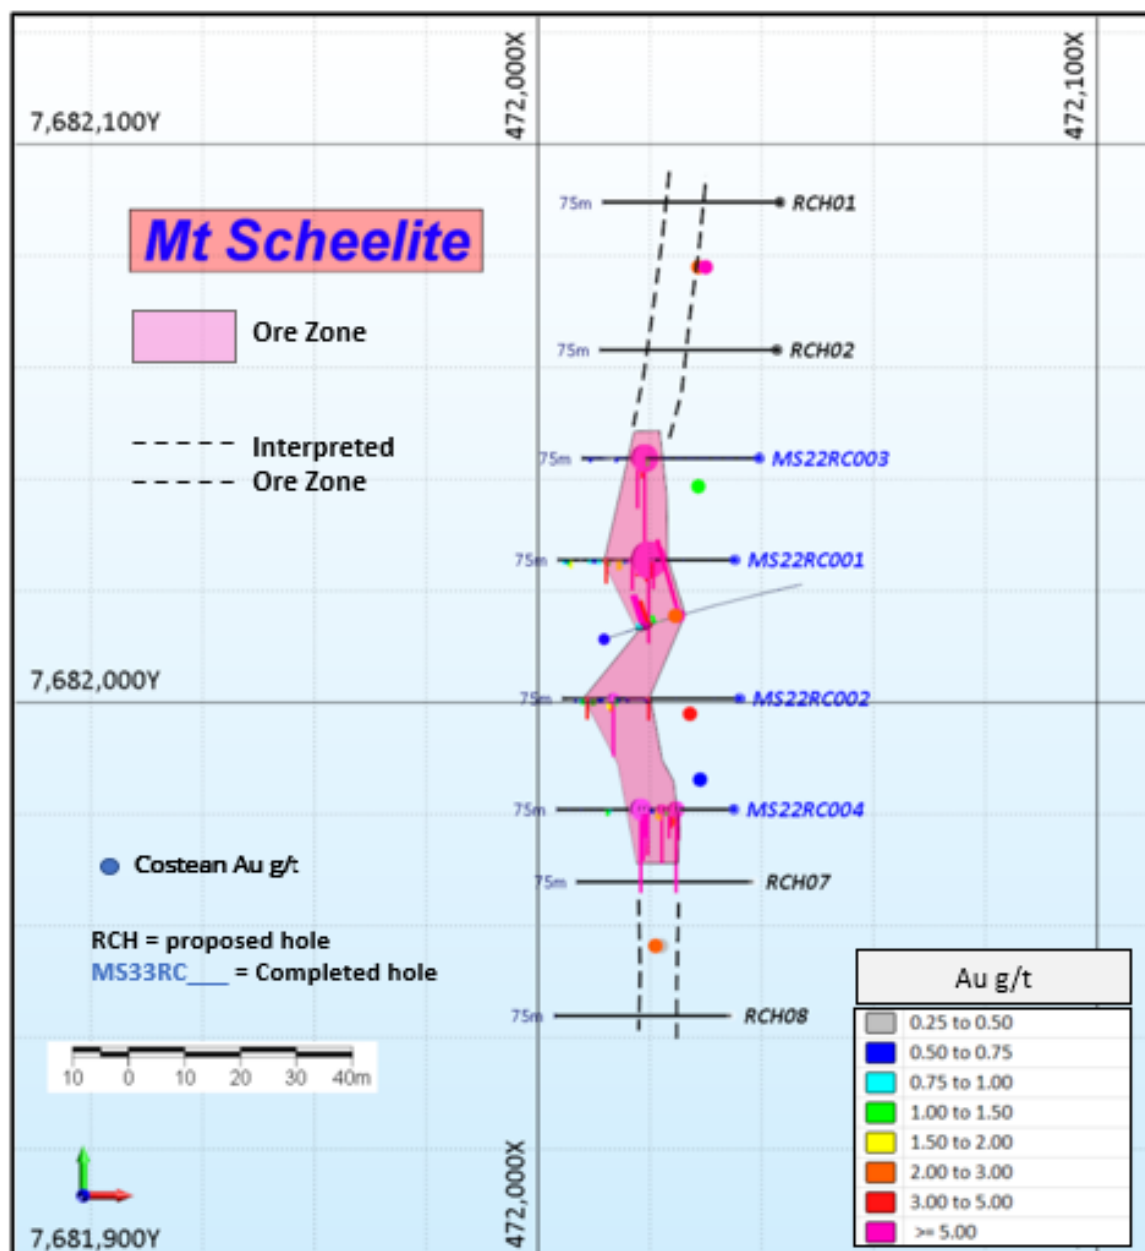 472,000X
472,100X
7,682,100Y
75m
RCH01
Mt Scheelite
Ore Zone
75m
RCH02
Interpreted
Ore Zone
75m
MS22RC003
75m
MS22RC001
7,682,000Y
75m
MS22RC002
75m
MS22RC004
Costean Au g/t
75m
RCH07
RCH = proposed hole
MS33RC___ = Completed hole
75m
RCH08
Au g/t
0.25 to 0.50
0.50 to 0.75
0.75 to 1.00
1.00 to 1.50
1.50 to 2.00
2.00 to 3.00
3.00 to 5.00
>= 5.00
10 0 10 20 30 40m
472,000X
7,681,900Y